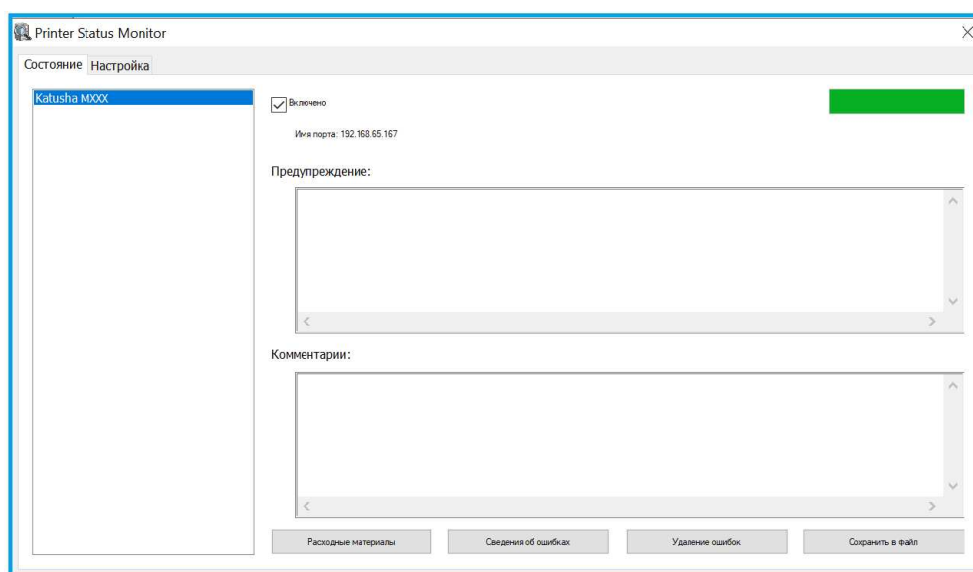 Printer Status Monitor
Состояние Настройка
Katusha MXXX
Включено
Имя порта: 192.168.65.167
Предупреждение:
Комментарии:
Расходные материалы Сведения об ошибках Удаление ошибок Сохранить в файл